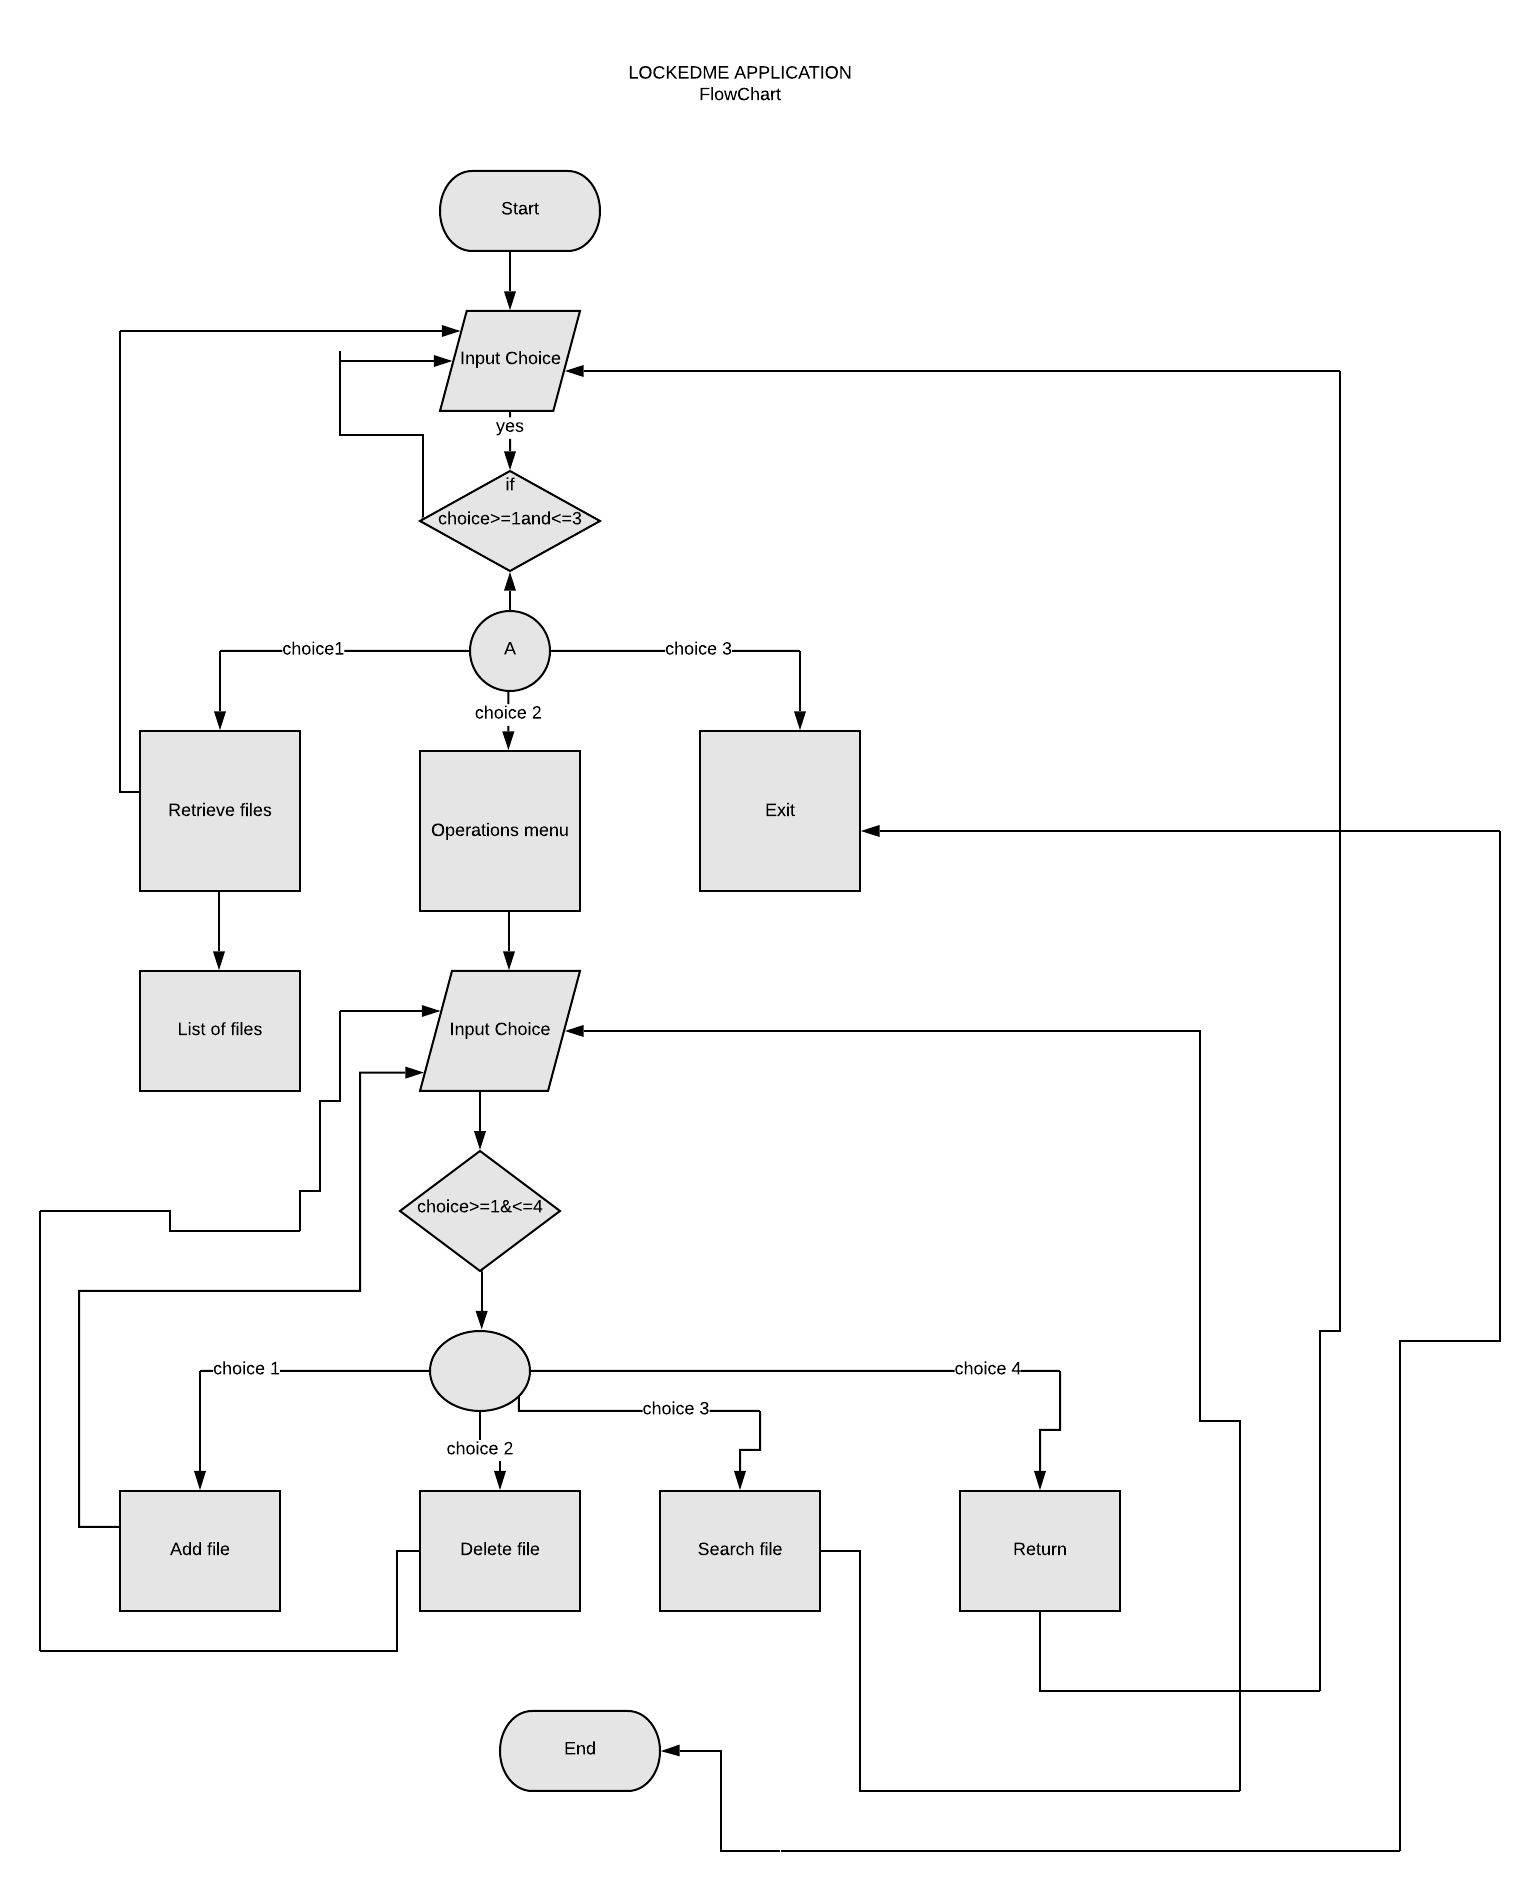 LOCKEDME APPLICATION
FlowChart
Start
Input Choice
yes
if
choice>=1and<=3
choice1
A
choice 3
choice 2
Retrieve files
Operations menu
Exit
List of files
Input Choice
choice>=1&<=4
choice 1
choice 4
choice 3
choice 2
Add file
Delete file
Search file
Return
End